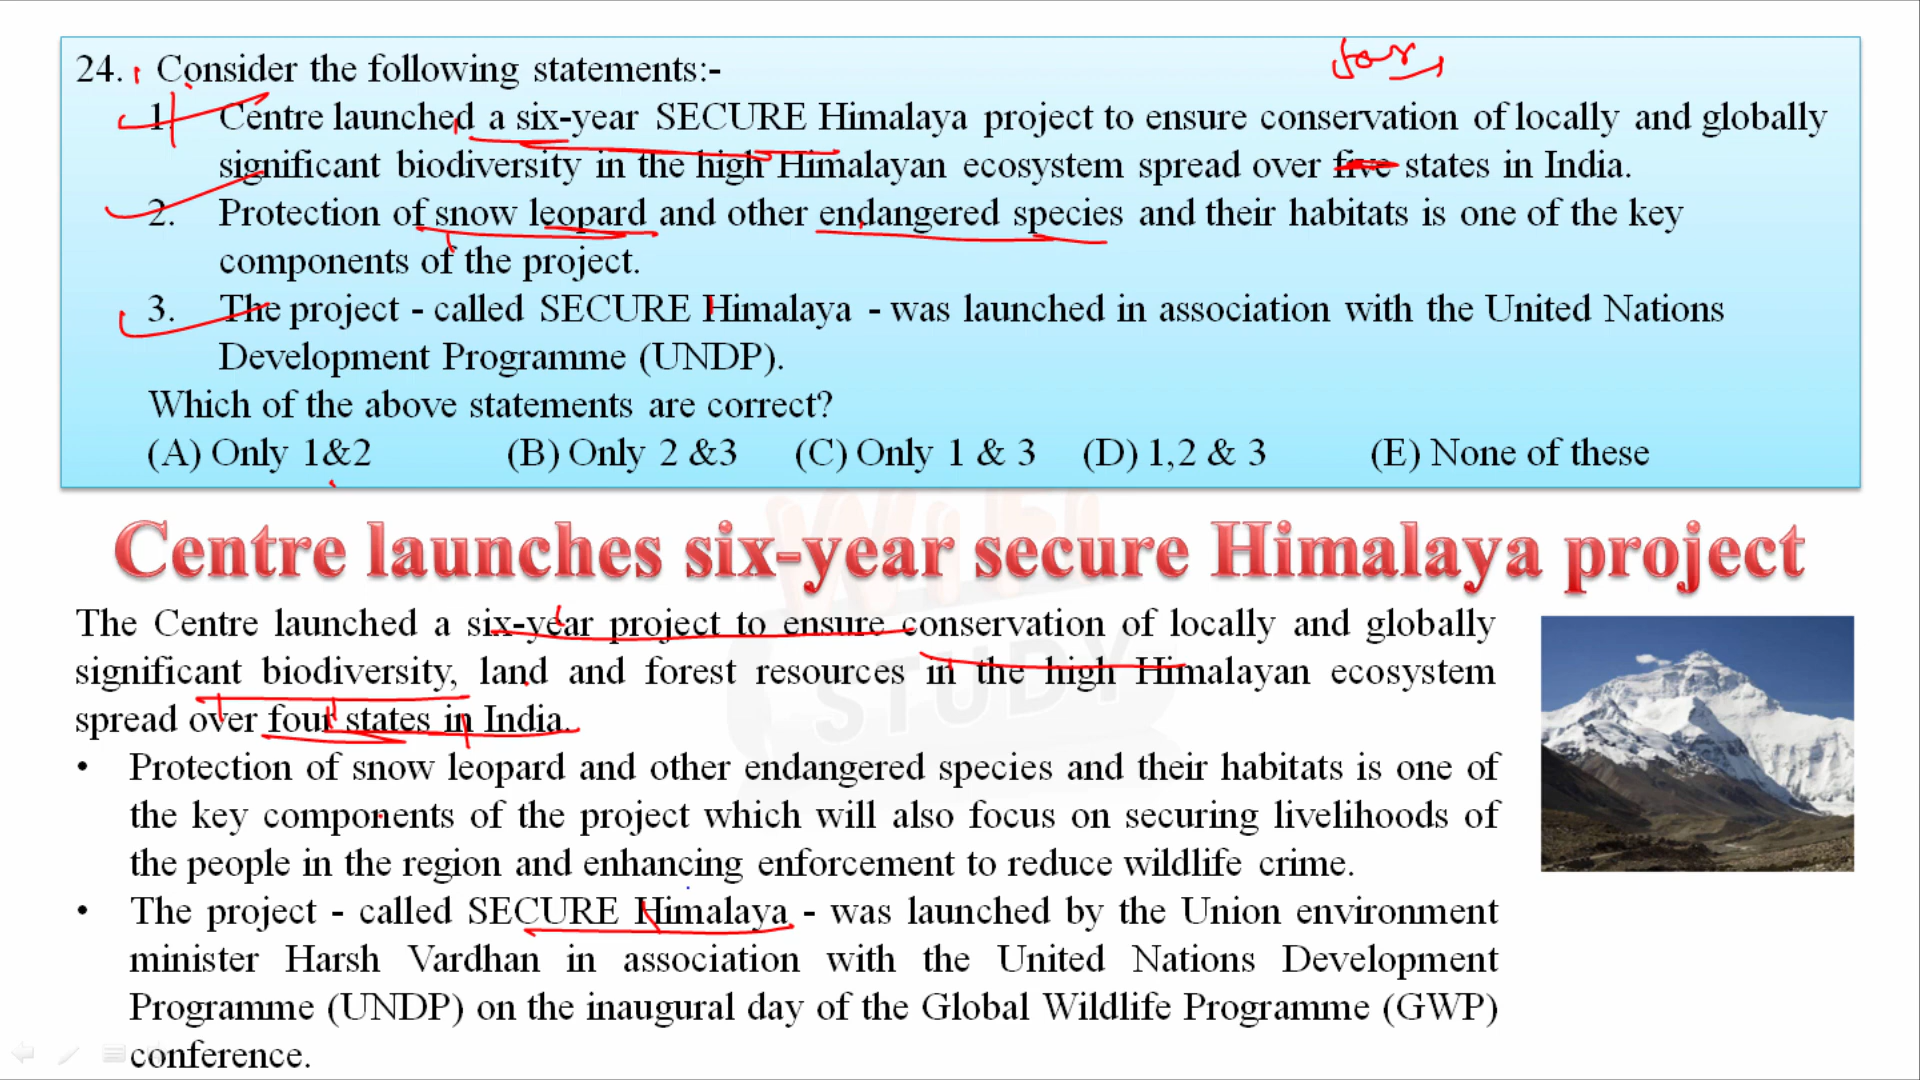 four
24. Consider the following statements:-
1. Centre launched a six-year SECURE Himalaya project to ensure conservation of locally and globally
significant biodiversity in the high Himalayan ecosystem spread over five states in India.
2. Protection of snow leopard and other endangered species and their habitats is one of the key
components of the project.
3. The project - called SECURE Himalaya - was launched in association with the United Nations
Development Programme (UNDP).
Which of the above statements are correct?
(A) Only 1&2 (B) Only 2 &3 (C) Only 1 & 3 (D) 1,2 & 3 (E) None of these
WiFi
STUDY
Centre launches six-year secure Himalaya project
The Centre launched a six-year project to ensure conservation of locally and globally
significant biodiversity, land and forest resources in the high Himalayan ecosystem
spread over four states in India.
• Protection of snow leopard and other endangered species and their habitats is one of
the key components of the project which will also focus on securing livelihoods of
the people in the region and enhancing enforcement to reduce wildlife crime.
• The project - called SECURE Himalaya - was launched by the Union environment
minister Harsh Vardhan in association with the United Nations Development
Programme (UNDP) on the inaugural day of the Global Wildlife Programme (GWP)
conference.